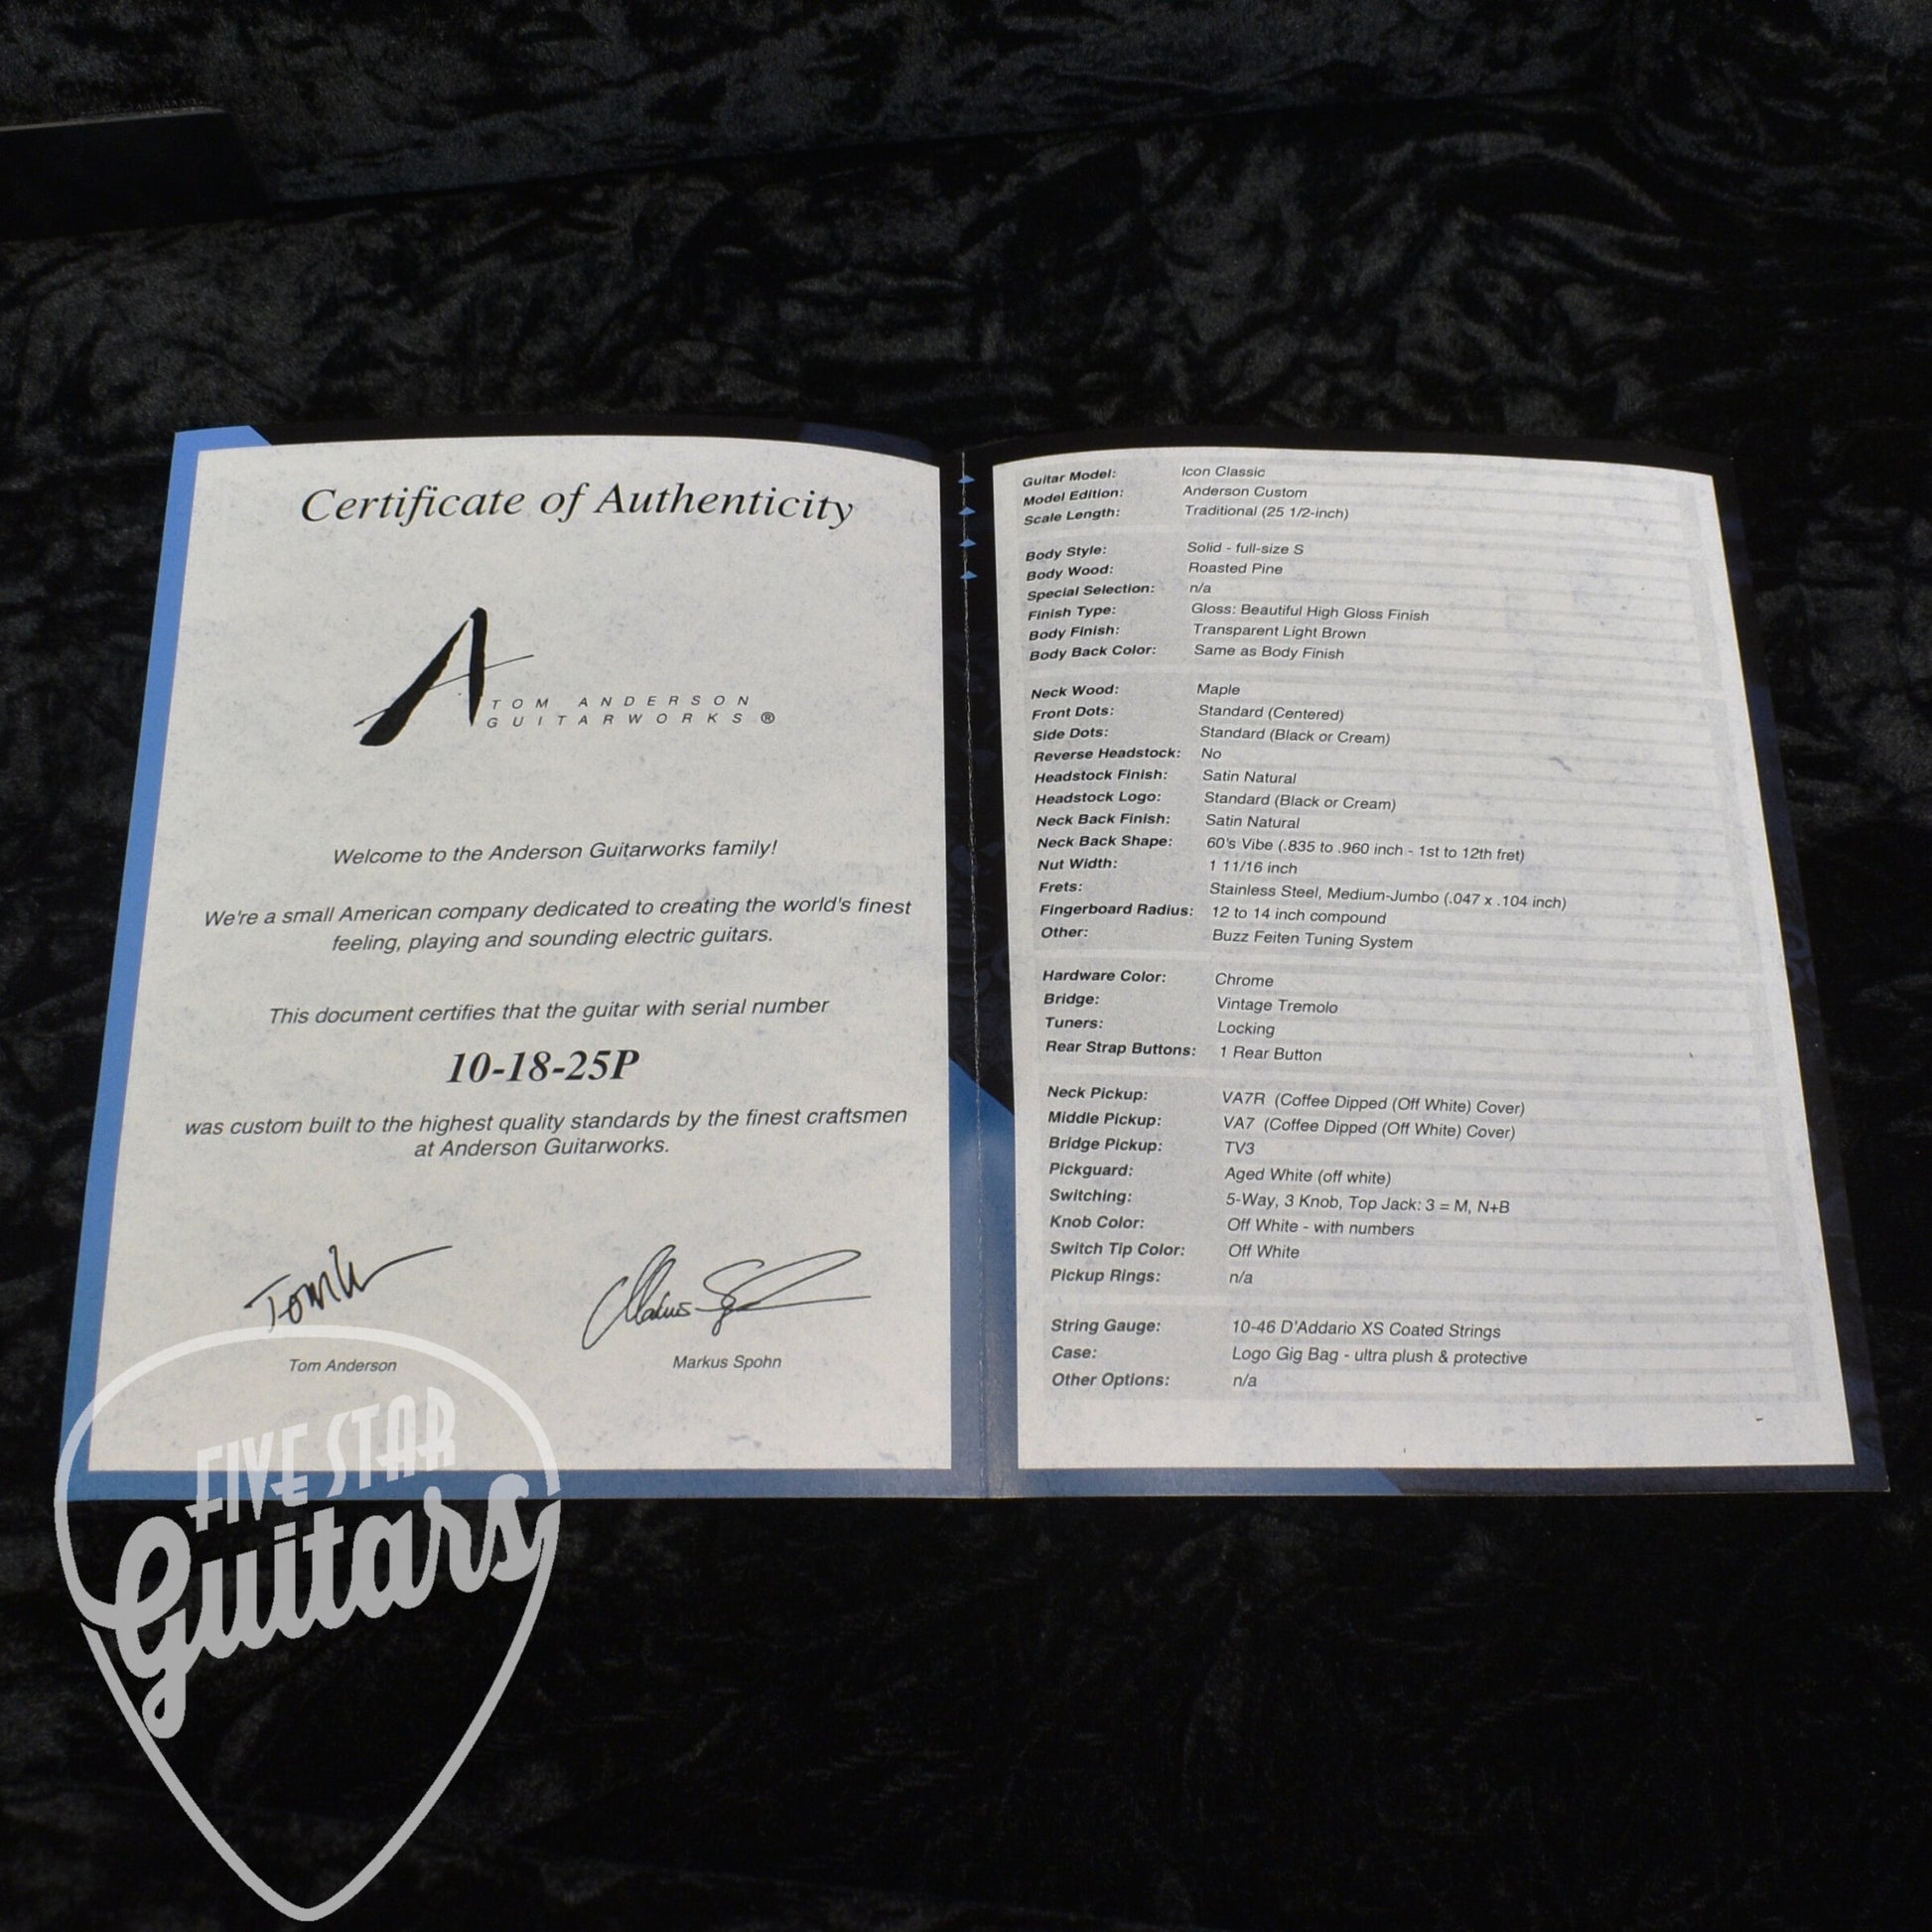 Certificate of Authenticity
A
TOM ANDERSON
GUITARWORKS ®
Welcome to the Anderson Guitarworks family!
We're a small American company dedicated to creating the world's finest
feeling, playing and sounding electric guitars.
This document certifies that the guitar with serial number
10-18-25P
was custom built to the highest quality standards by the finest craftsmen
at Anderson Guitarworks.
Tom Anderson
Markus Spohn
Guitar Model: Icon Classic
Model Edition: Anderson Custom
Scale Length: Traditional (25 1/2-inch)
Body Style: Solid - full-size S
Body Wood: Roasted Pine
Special Selection: n/a
Finish Type: Gloss: Beautiful High Gloss Finish
Body Finish: Transparent Light Brown
Body Back Color: Same as Body Finish
Neck Wood: Maple
Front Dots: Standard (Centered)
Side Dots: Standard (Black or Cream)
Reverse Headstock: No
Headstock Finish: Satin Natural
Headstock Logo: Standard (Black or Cream)
Neck Back Finish: Satin Natural
Neck Back Shape: 60's Vibe (.835 to .960 inch - 1st to 12th fret)
Nut Width: 1 11/16 inch
Frets: Stainless Steel, Medium-Jumbo (.047 x .104 inch)
Fingerboard Radius: 12 to 14 inch compound
Other: Buzz Feiten Tuning System
Hardware Color: Chrome
Bridge: Vintage Tremolo
Tuners: Locking
Rear Strap Buttons: 1 Rear Button
Neck Pickup: VA7R (Coffee Dipped (Off White) Cover)
Middle Pickup: VA7 (Coffee Dipped (Off White) Cover)
Bridge Pickup: TV3
Pickguard: Aged White (off white)
Switching: 5-Way, 3 Knob, Top Jack: 3 = M, N+B
Knob Color: Off White - with numbers
Switch Tip Color: Off White
Pickup Rings: n/a
String Gauge: 10-46 D'Addario XS Coated Strings
Case: Logo Gig Bag - ultra plush & protective
Other Options: n/a
FIVE STAR
Guitars